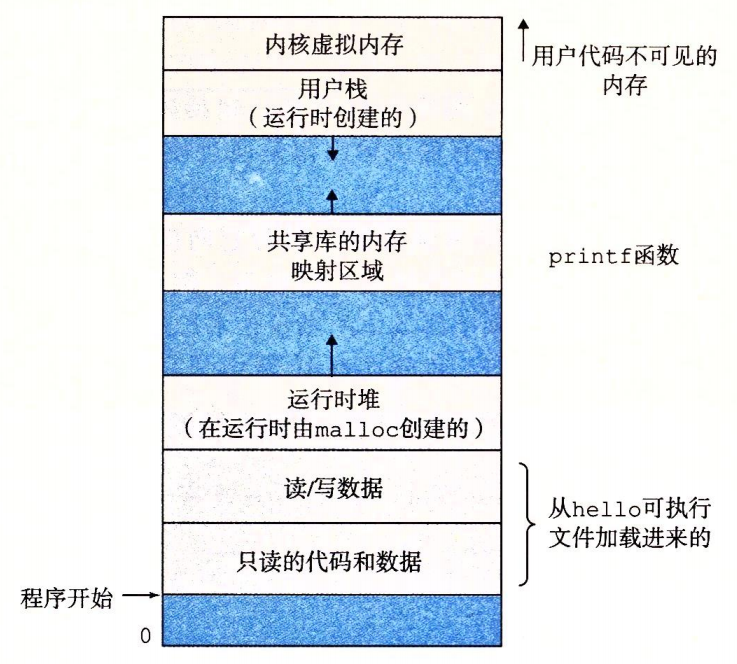 内核虚拟内存
用户代码不可见的
内存
用户栈
（运行时创建的）
共享库的内存
映射区域
printf函数
运行时堆
（在运行时由malloc创建的）
读/写数据
从hello可执行
文件加载进来的
只读的代码和数据
程序开始
0